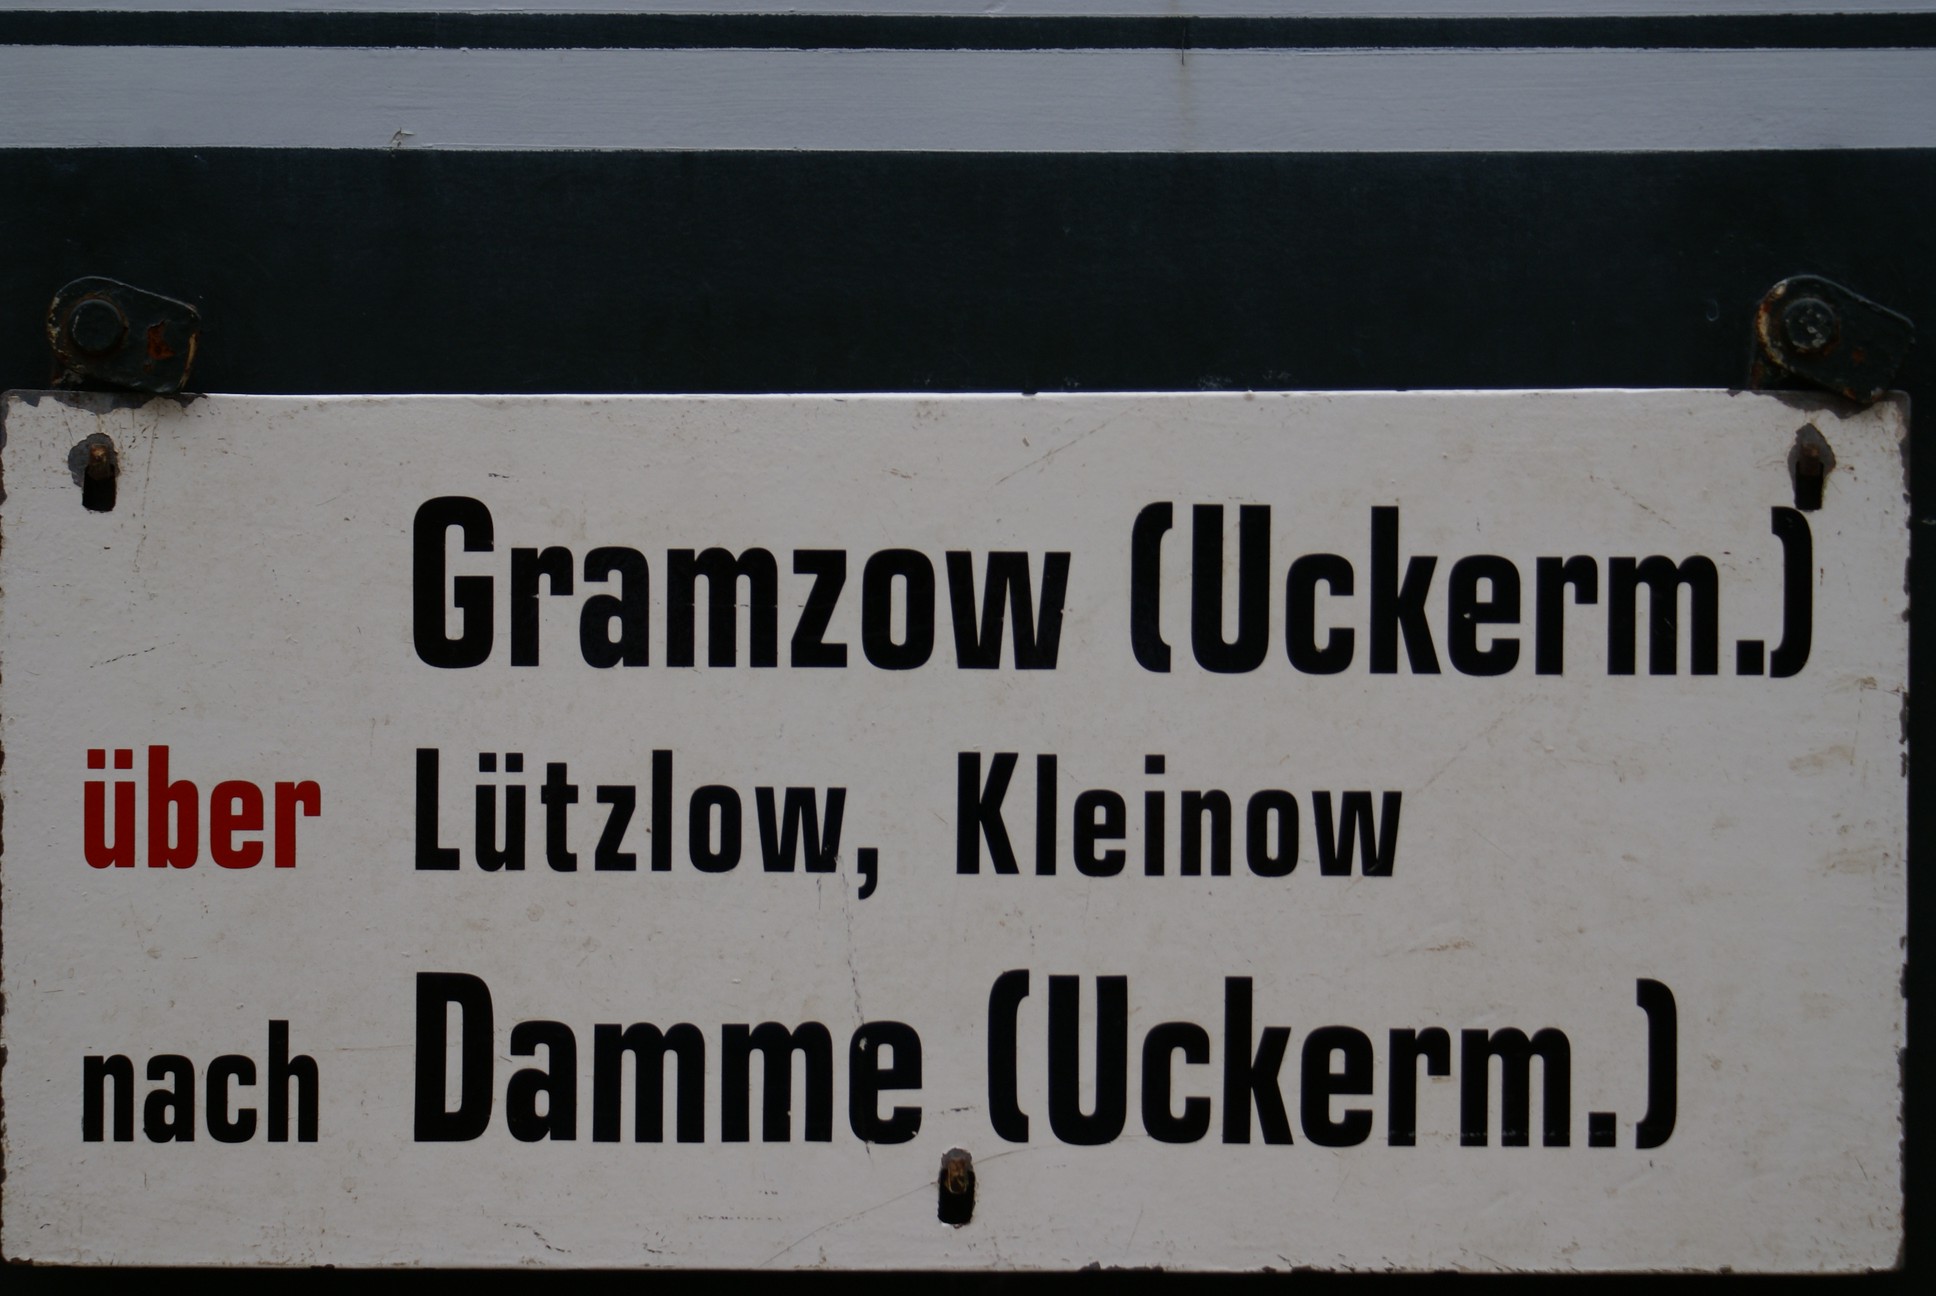 Gramzow (Uckerm.)
über Lützlow, Kleinow
nach Damme (Uckerm.)